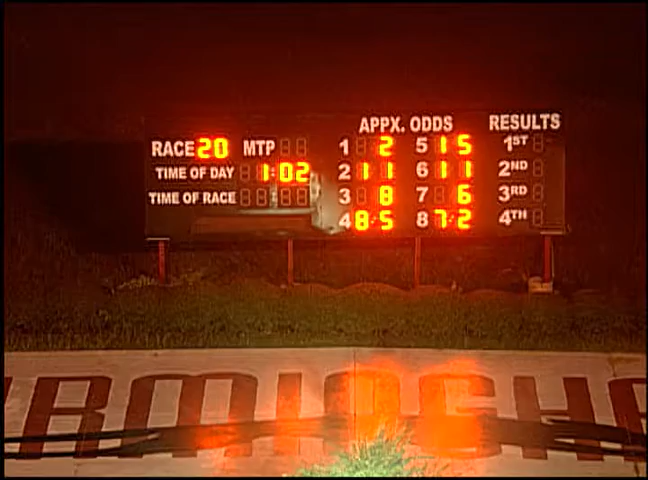 APPX. ODDS RESULTS
RACE 20 MTP 1 2 5 15 1ST
TIME OF DAY 1:02 2 11 6 11 2ND
TIME OF RACE 3 8 7 6 3RD
4 8-5 8 7-2 4TH
IRMINGHA